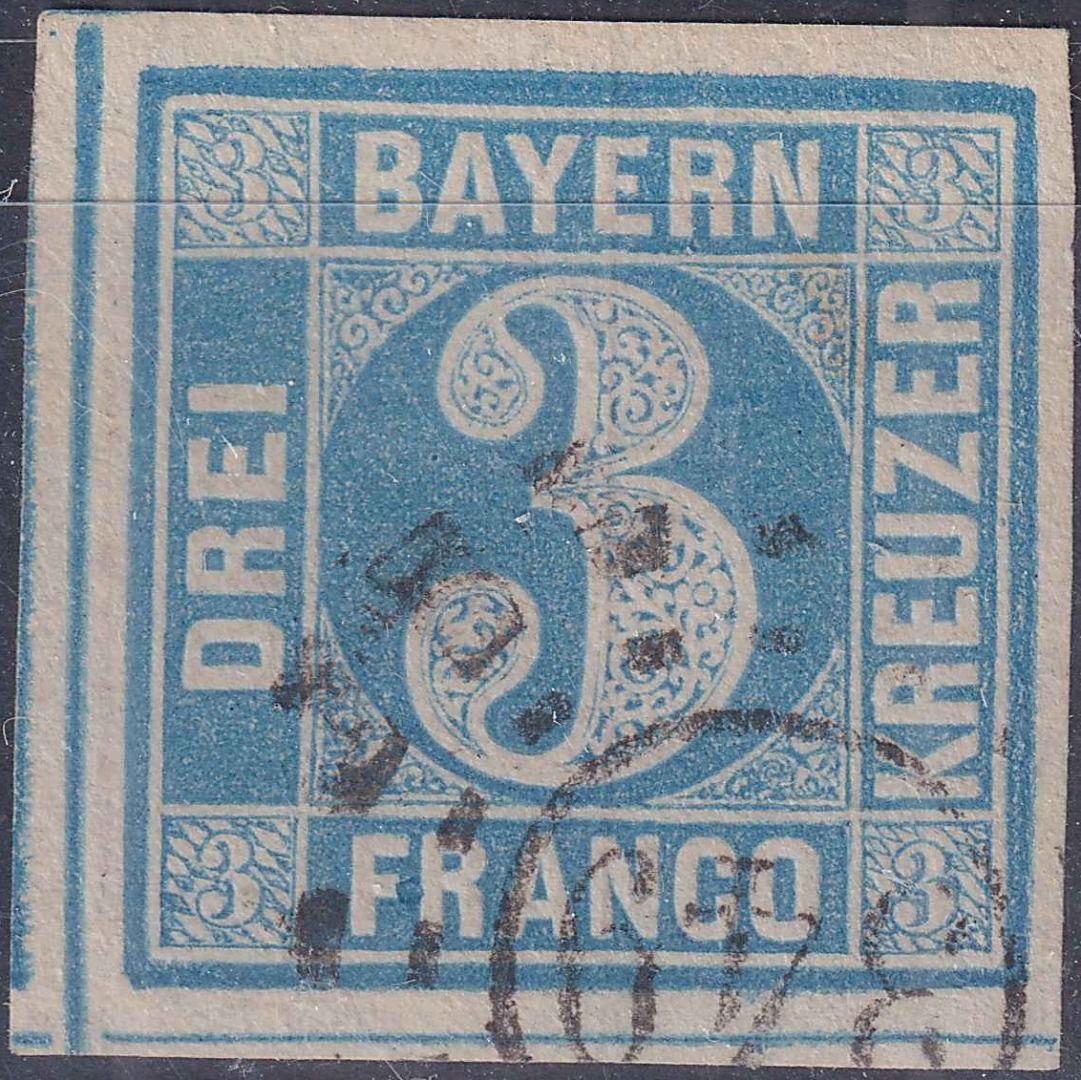 3 BAYERN 3
DREI
3
KREUZER
3 FRANCO 3